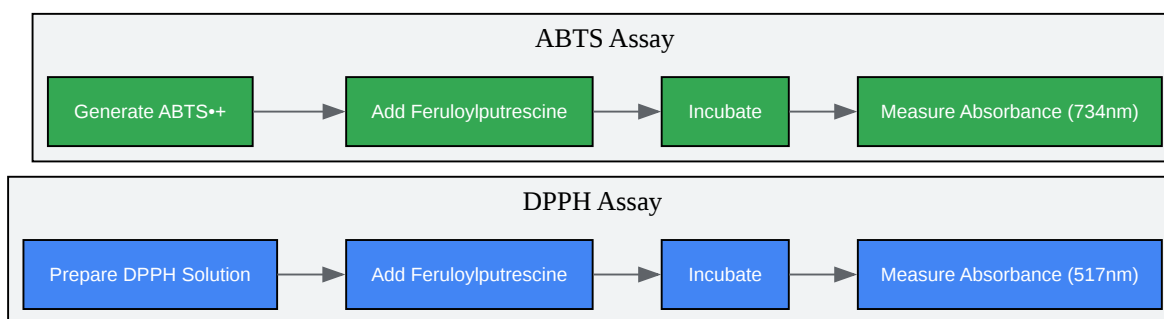 ABTS Assay
Generate ABTS•+
Add Feruloylputrescine
Incubate
Measure Absorbance (734nm)
DPPH Assay
Prepare DPPH Solution
Add Feruloylputrescine
Incubate
Measure Absorbance (517nm)